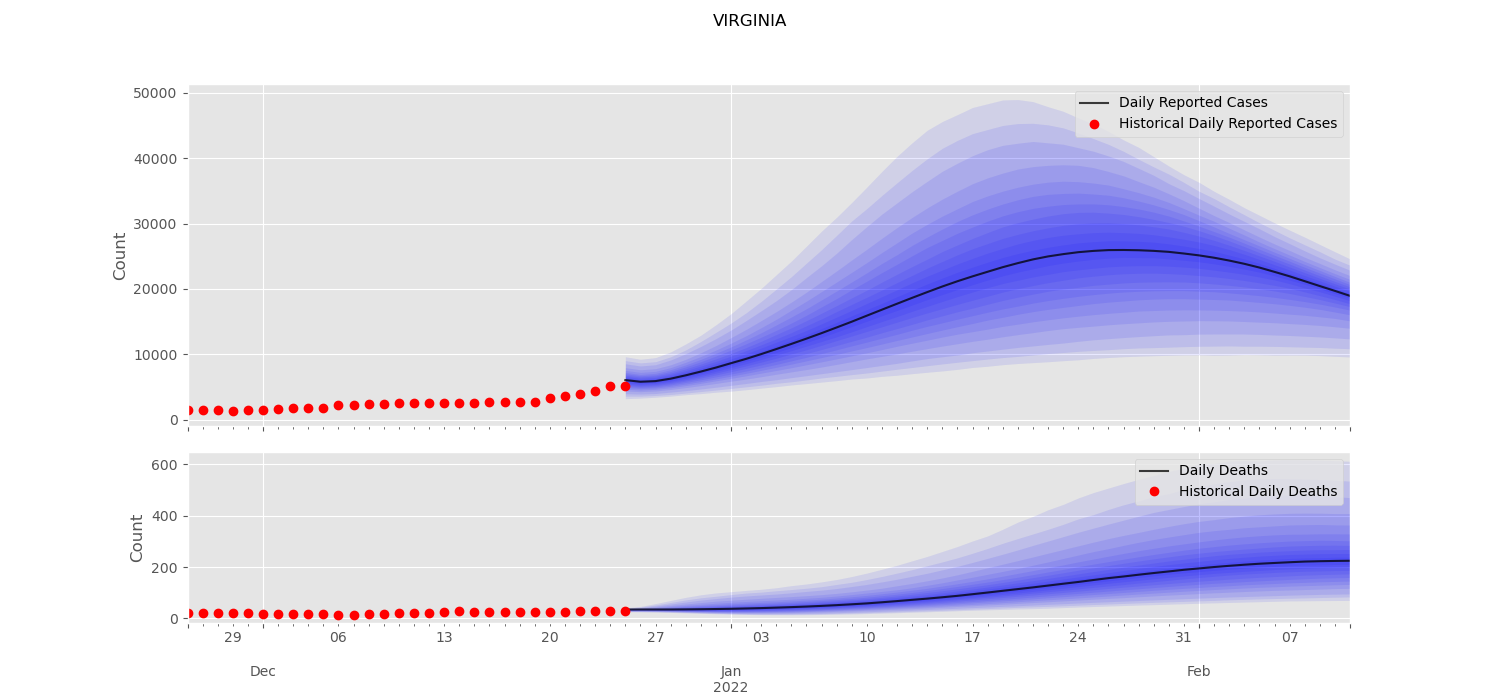 VIRGINIA
50000
40000
30000
20000
10000
0
Count
Daily Reported Cases
Historical Daily Reported Cases
600
400
200
0
Count
Daily Deaths
Historical Daily Deaths
29 06 13 20 27 03 10 17 24 31 07
Dec Jan Feb
2022